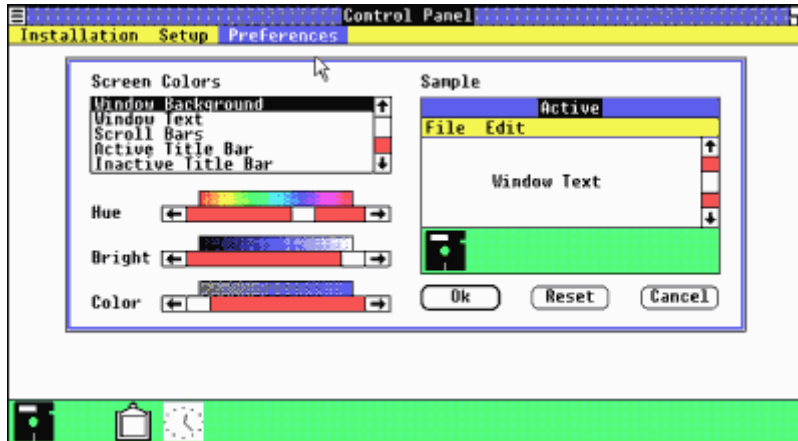 Control Panel
Installation Setup Preferences
Screen Colors
Window Background
Window Text
Scroll Bars
Active Title Bar
Inactive Title Bar
Hue
Bright
Color
Sample
Active
File Edit
Window Text
Ok Reset Cancel